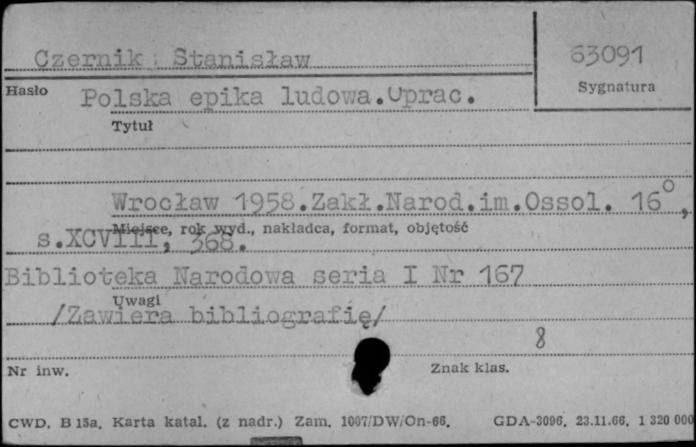 Czernik Stanisław
63091
Hasło
Sygnatura
Polska epika ludowa.Oprac.
Tytuł
Wrocław 1958.Zakł.Narod.im.Ossol. 16°,
Miejsce, rok wyd., nakładca, format, objętość
s.XCVIII, 368.
Biblioteka Narodowa seria I Nr 167
Uwagi
/Zawiera bibliografię/
8
Nr inw.
Znak klas.
CWD. B 15a. Karta katal. (z nadr.) Zam. 1007/DW/On-66. GDA-3096. 23.11.66. 1 320 000